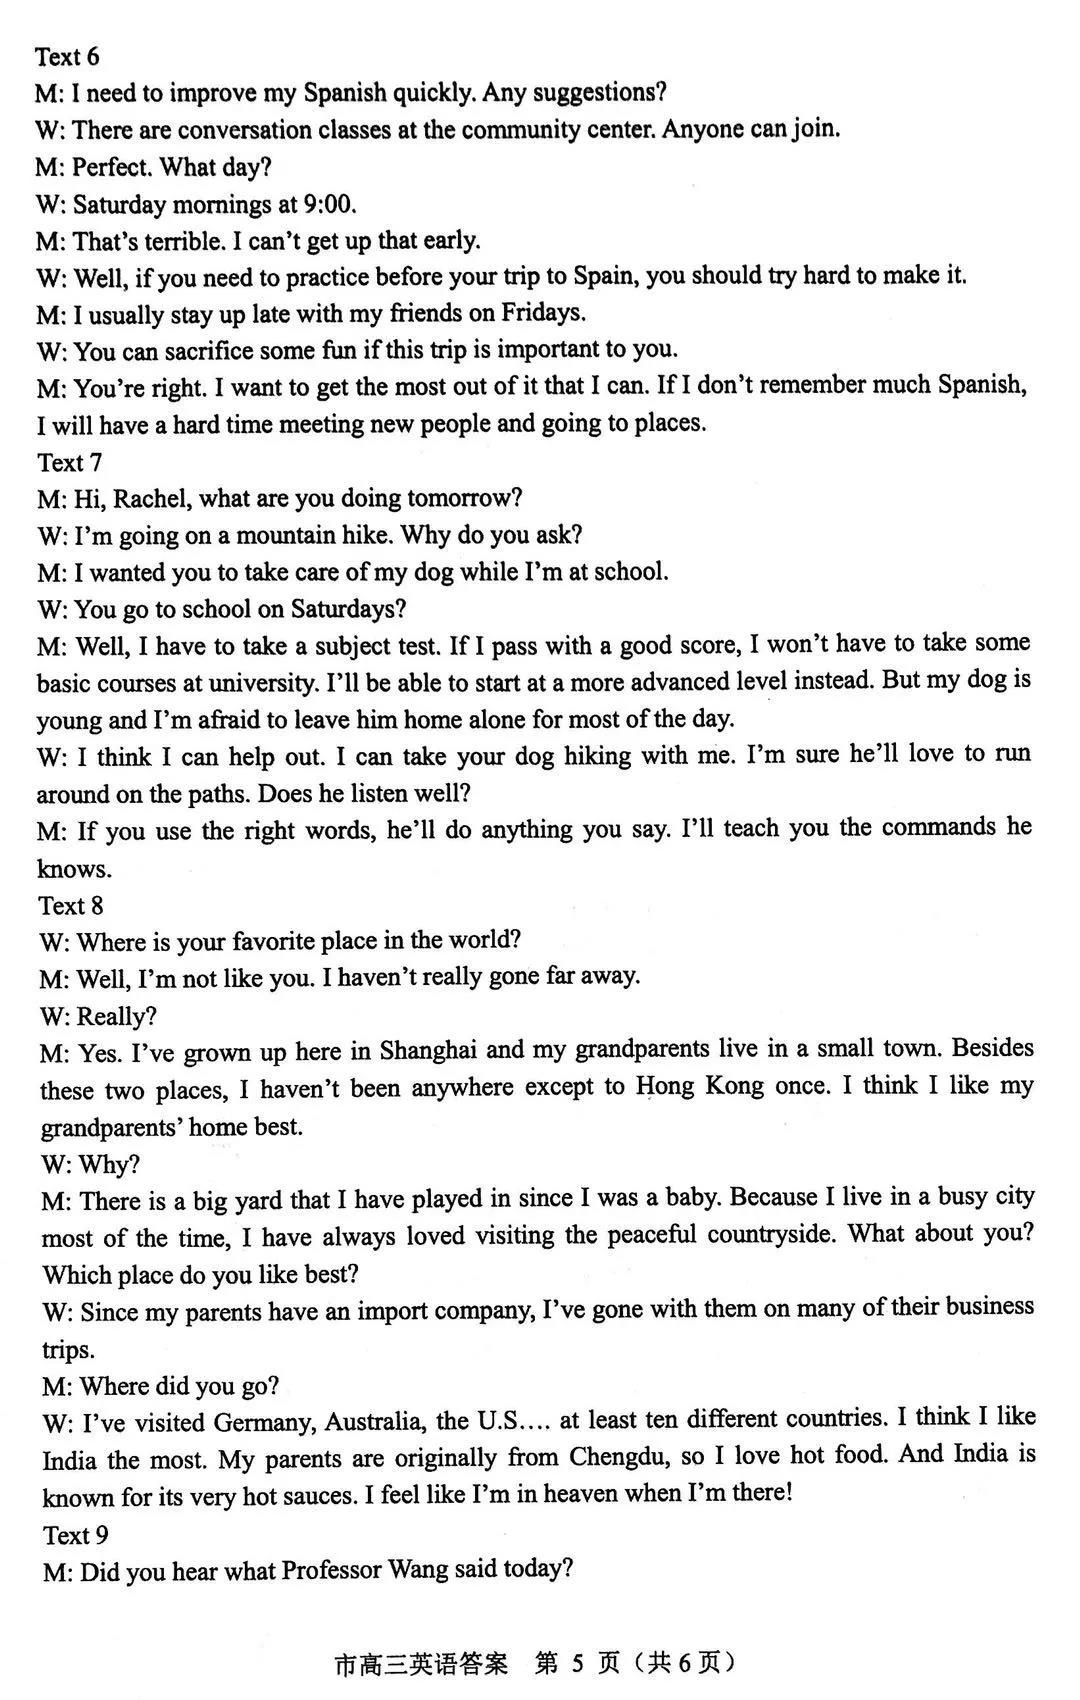 Text 6
M: I need to improve my Spanish quickly. Any suggestions?
W: There are conversation classes at the community center. Anyone can join.
M: Perfect. What day?
W: Saturday mornings at 9:00.
M: That's terrible. I can't get up that early.
W: Well, if you need to practice before your trip to Spain, you should try hard to make it.
M: I usually stay up late with my friends on Fridays.
W: You can sacrifice some fun if this trip is important to you.
M: You're right. I want to get the most out of it that I can. If I don't remember much Spanish,
I will have a hard time meeting new people and going to places.
Text 7
M: Hi, Rachel, what are you doing tomorrow?
W: I'm going on a mountain hike. Why do you ask?
M: I wanted you to take care of my dog while I'm at school.
W: You go to school on Saturdays?
M: Well, I have to take a subject test. If I pass with a good score, I won't have to take some
basic courses at university. I'll be able to start at a more advanced level instead. But my dog is
young and I'm afraid to leave him home alone for most of the day.
W: I think I can help out. I can take your dog hiking with me. I'm sure he'll love to run
around on the paths. Does he listen well?
M: If you use the right words, he'll do anything you say. I'll teach you the commands he
knows.
Text 8
W: Where is your favorite place in the world?
M: Well, I'm not like you. I haven't really gone far away.
W: Really?
M: Yes. I've grown up here in Shanghai and my grandparents live in a small town. Besides
these two places, I haven't been anywhere except to Hong Kong once. I think I like my
grandparents' home best.
W: Why?
M: There is a big yard that I have played in since I was a baby. Because I live in a busy city
most of the time, I have always loved visiting the peaceful countryside. What about you?
Which place do you like best?
W: Since my parents have an import company, I've gone with them on many of their business
trips.
M: Where did you go?
W: I've visited Germany, Australia, the U.S.... at least ten different countries. I think I like
India the most. My parents are originally from Chengdu, so I love hot food. And India is
known for its very hot sauces. I feel like I'm in heaven when I'm there!
Text 9
M: Did you hear what Professor Wang said today?
市高三英语答案 第 5 页（共 6 页）